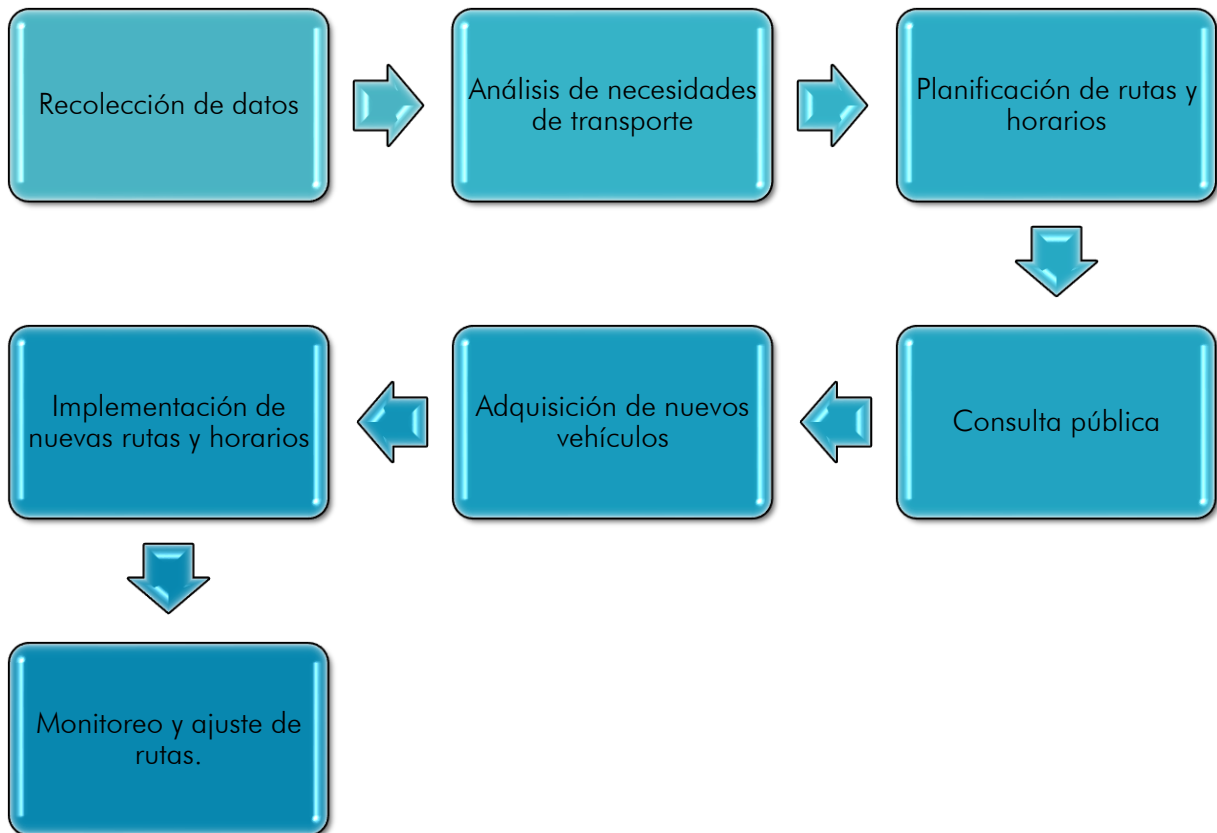 Recolección de datos
Análisis de necesidades
de transporte
Planificación de rutas y
horarios
Consulta pública
Adquisición de nuevos
vehículos
Implementación de
nuevas rutas y horarios
Monitoreo y ajuste de
rutas.